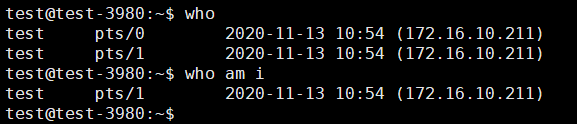 test@test-3980:~$ who
test     pts/0        2020-11-13 10:54 (172.16.10.211)
test     pts/1        2020-11-13 10:54 (172.16.10.211)
test@test-3980:~$ who am i
test     pts/1        2020-11-13 10:54 (172.16.10.211)
test@test-3980:~$